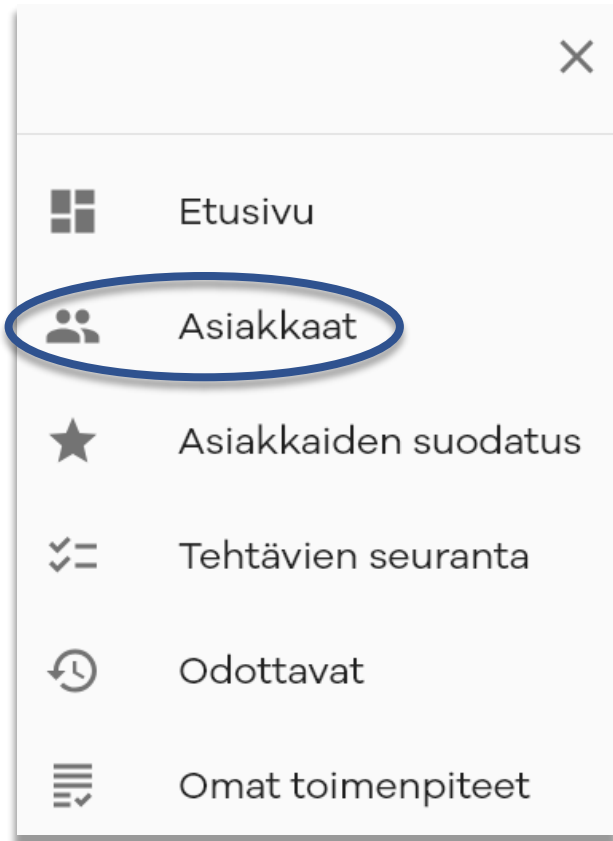 Etusivu
Asiakkaat
Asiakkaiden suodatus
Tehtävien seuranta
Odottavat
Omat toimenpiteet